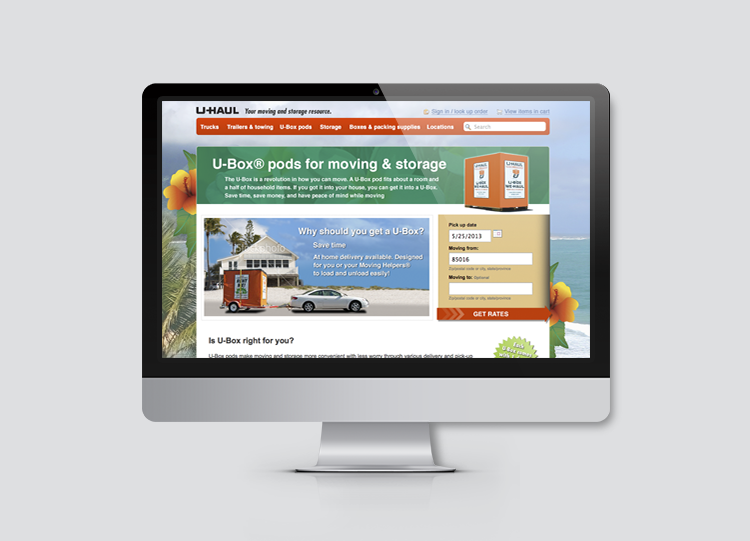 U-HAUL Your moving and storage resource.
Sign in / look up order View items in cart
Trucks Trailers & towing U-Box pods Storage Boxes & packing supplies Locations Search
U-Box® pods for moving & storage
The U-Box is a revolution in how you can move. A U-Box pod fits about a room and
a half of household items. If you got it into your house, you can get it into a U-Box.
Save time, save money, and have peace of mind while moving
Why should you get a U-Box?
Save time
At home delivery available. Designed
for you or your Moving Helpers®
to load and unload easily!
Pick up date
5/25/2013
Moving from:
85016
Moving to: Optional
GET RATES
Is U-Box right for you?
U-Box pods make moving and storage more convenient with less worry through various delivery and pick-up